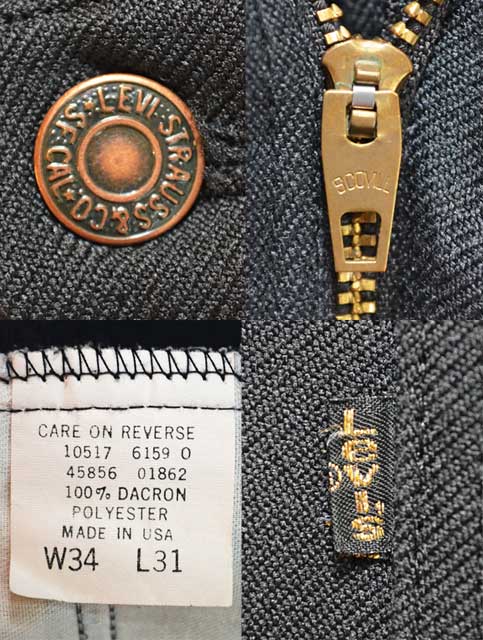 LEVI·STRAUSS & CO ★ S.F. CAL ★
SCOVILL
CARE ON REVERSE
10517 6159 O
45856 01862
100% DACRON
POLYESTER
MADE IN USA
W34 L31
LEVI'S